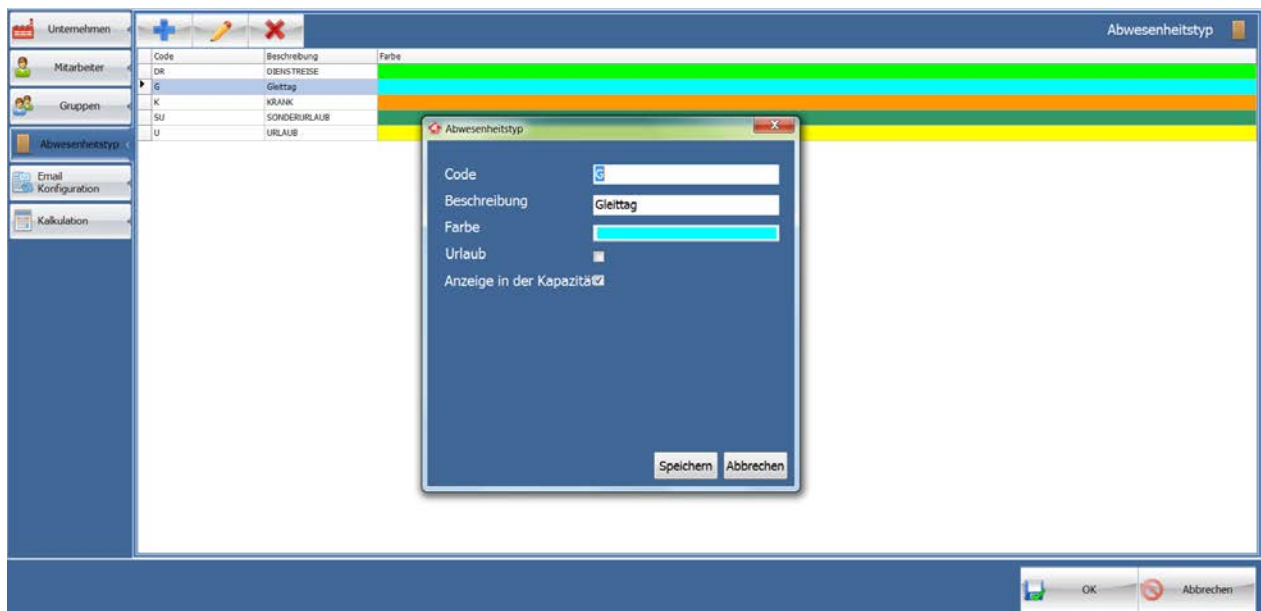 Unternehmen
Abwesenheitstyp
Mitarbeiter
Gruppen
Abwesenheitstyp
Email
Konfiguration
Kalkulation
Code Beschreibung Farbe
DR DIENSTREISE
G Gleittag
K KRANK
SU SONDERURLAUB
U URLAUB
Abwesenheitstyp
Code G
Beschreibung Gleittag
Farbe
Urlaub
Anzeige in der Kapazitä
Speichern Abbrechen
OK Abbrechen